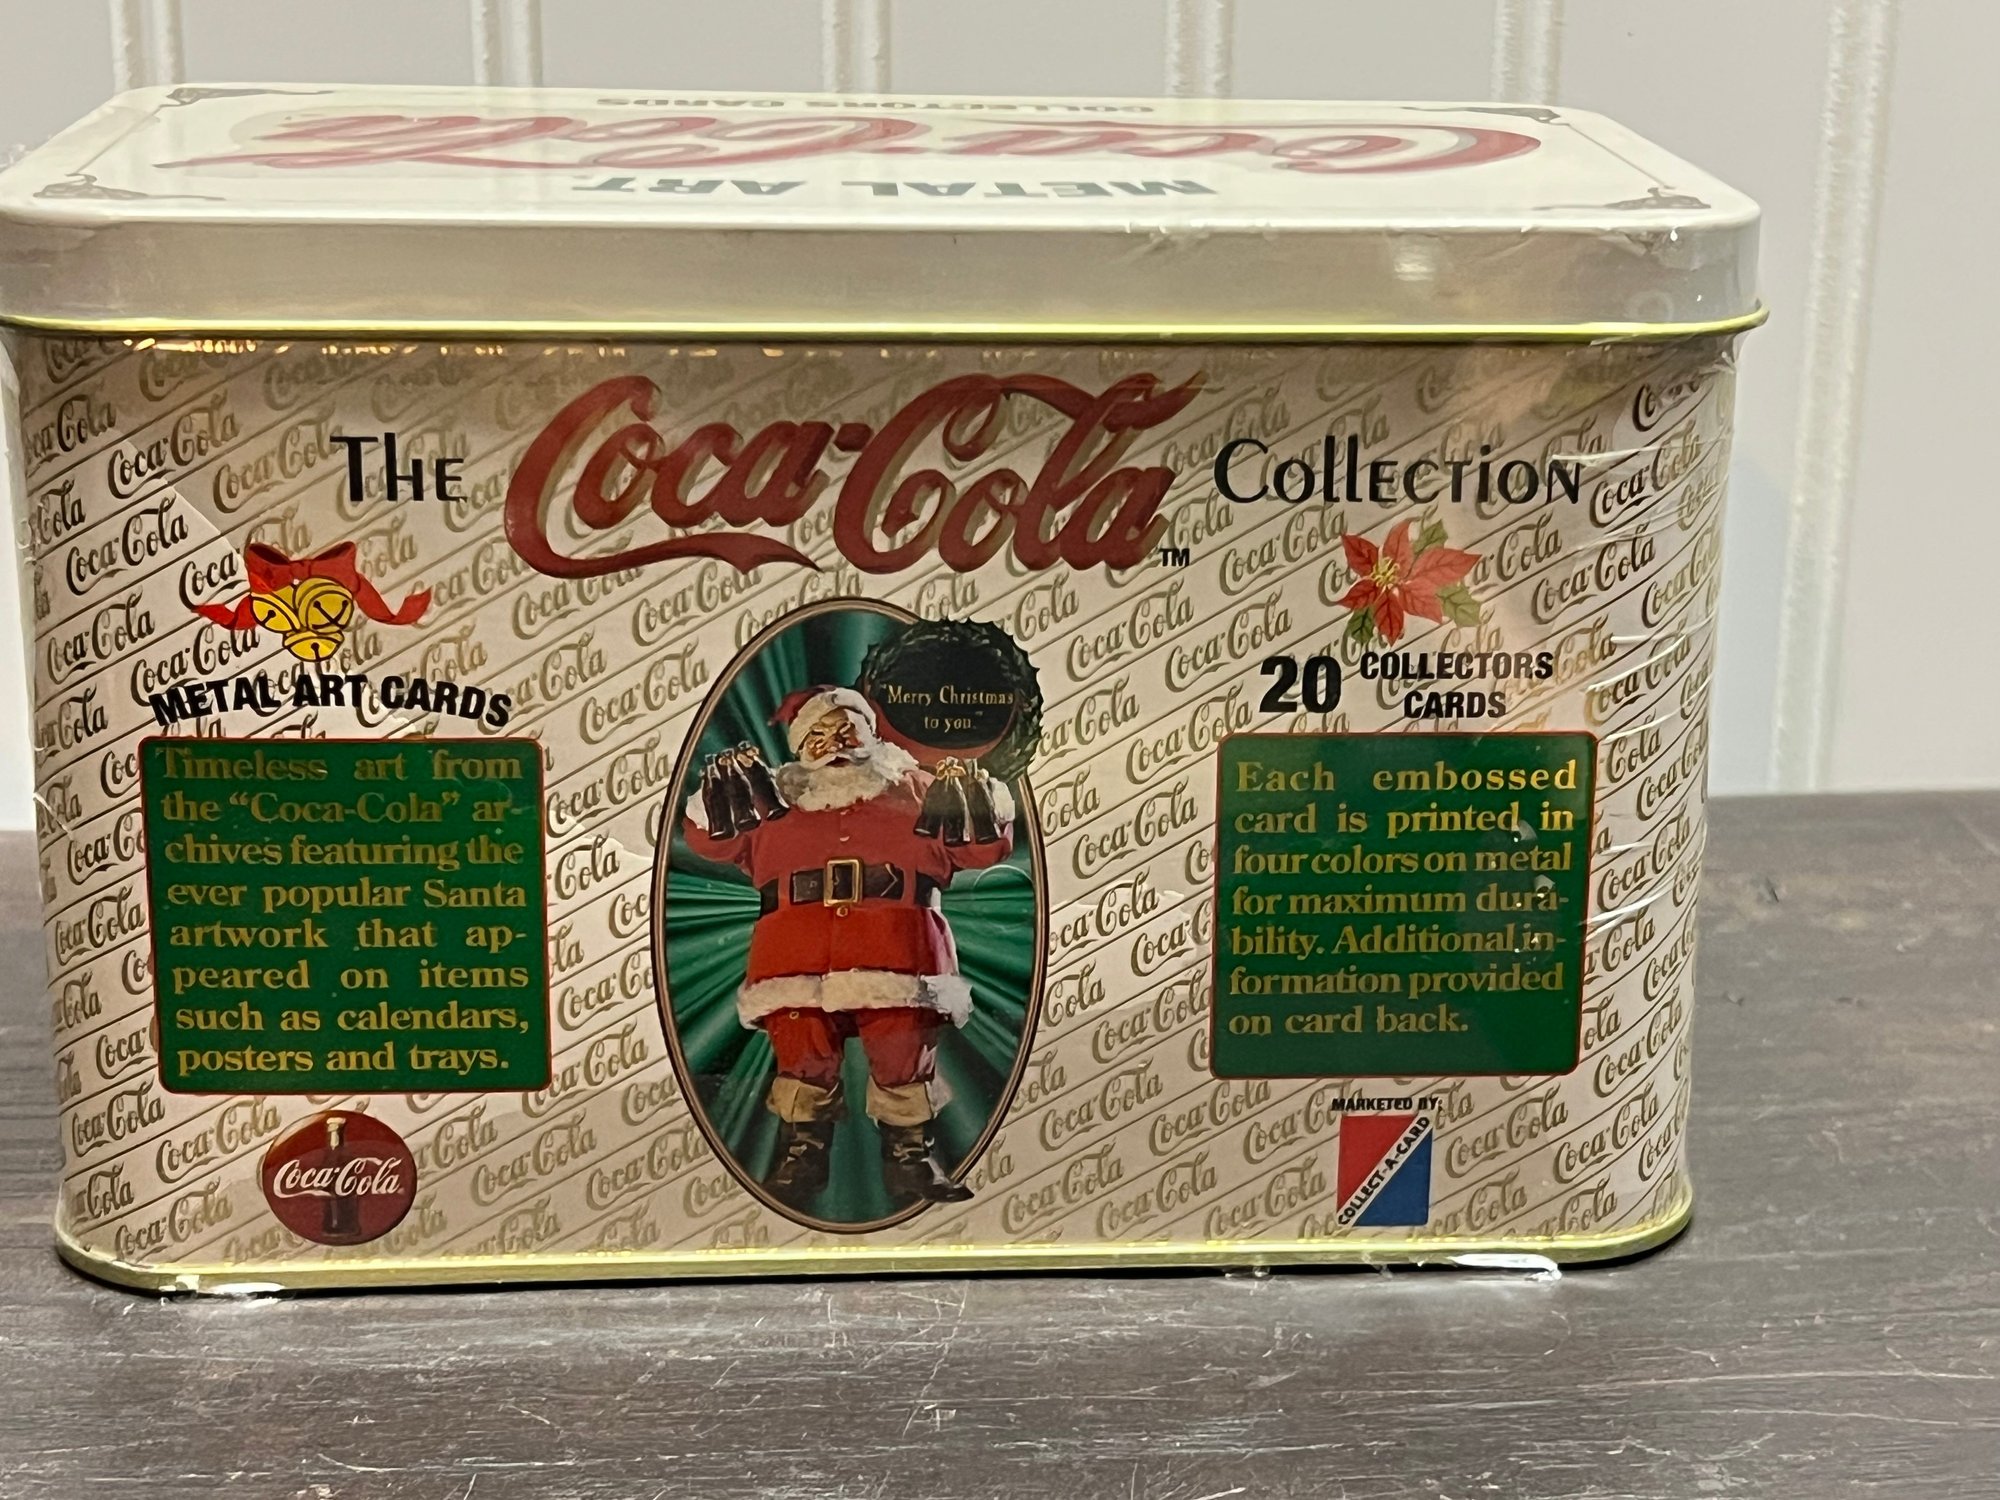 COLLECTORS CARDS
Coca-Cola
METAL ART
THE Coca-Cola COllECTiON
TM
METAL ART CARDS
Timeless art from
the “Coca-Cola” ar-
chives featuring the
ever popular Santa
artwork that ap-
peared on items
such as calendars,
posters and trays.
Coca-Cola
Merry Christmas
to you.
20 COLLECTORS
CARDS
Each embossed
card is printed in
four colors on metal
for maximum dura-
bility. Additional in-
formation provided
on card back.
MARKETED BY:
COLLECT-A-CARD